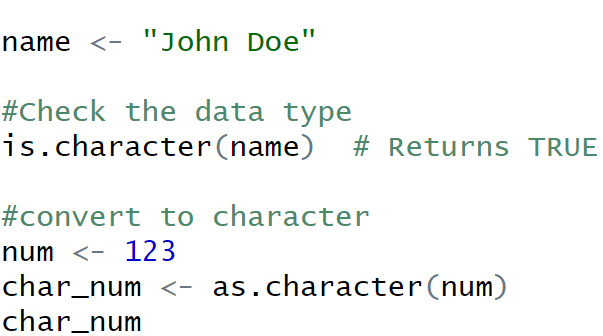 name <- "John Doe"
#Check the data type
is.character(name)  # Returns TRUE
#convert to character
num <- 123
char_num <- as.character(num)
char_num